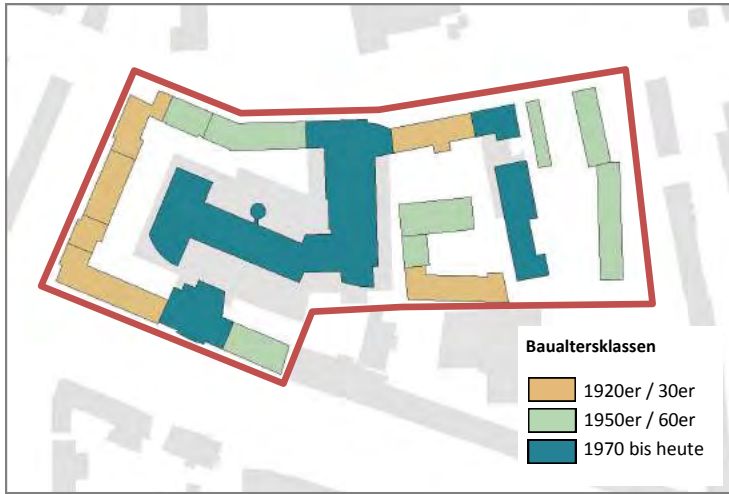 Baualtersklassen
1920er / 30er
1950er / 60er
1970 bis heute